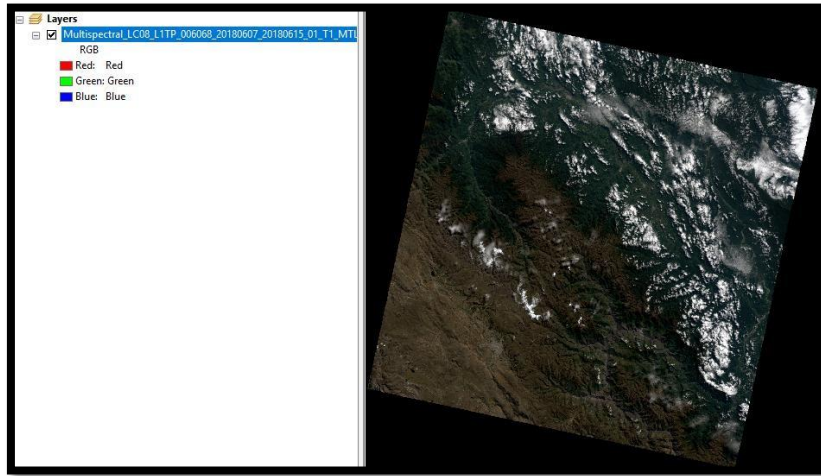 Layers
Multispectral_LC08_L1TP_006068_20180607_20180615_01_T1_MTL
RGB
Red: Red
Green: Green
Blue: Blue